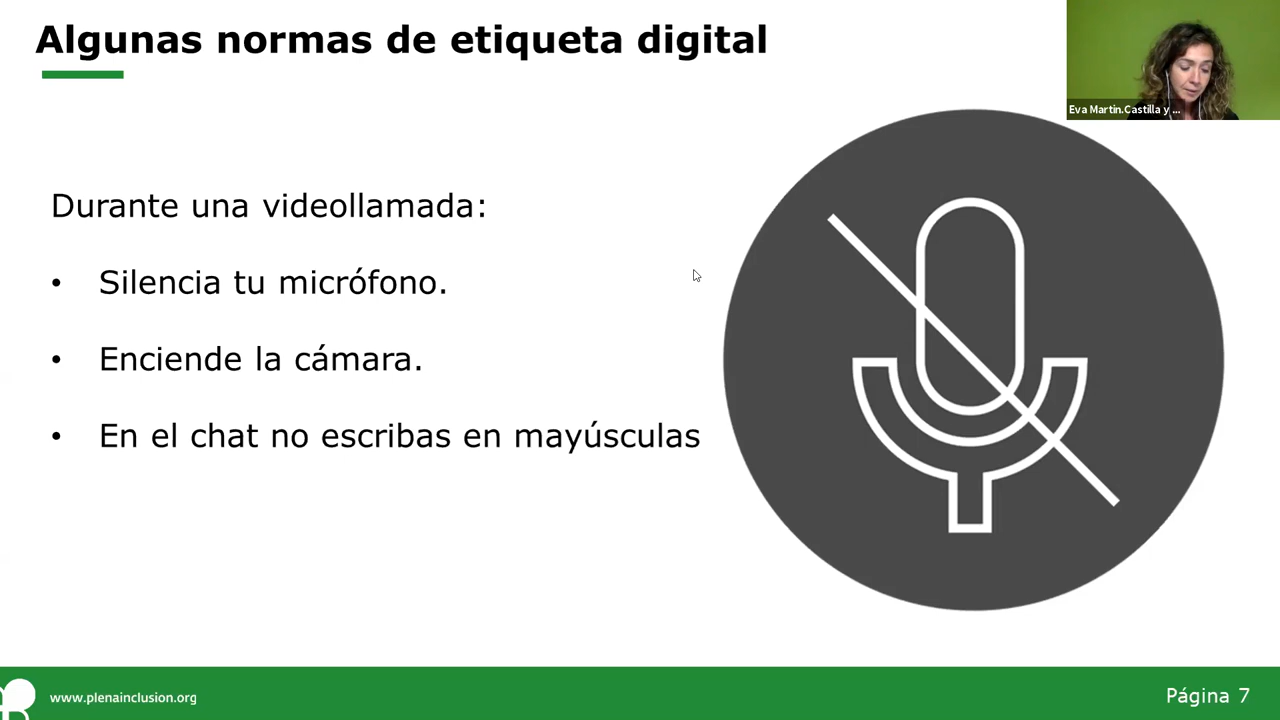 Algunas normas de etiqueta digital
Eva Martin.Castilla y ...
Durante una videollamada:
• Silencia tu micrófono.
• Enciende la cámara.
• En el chat no escribas en mayúsculas
www.plenainclusion.org
Página 7